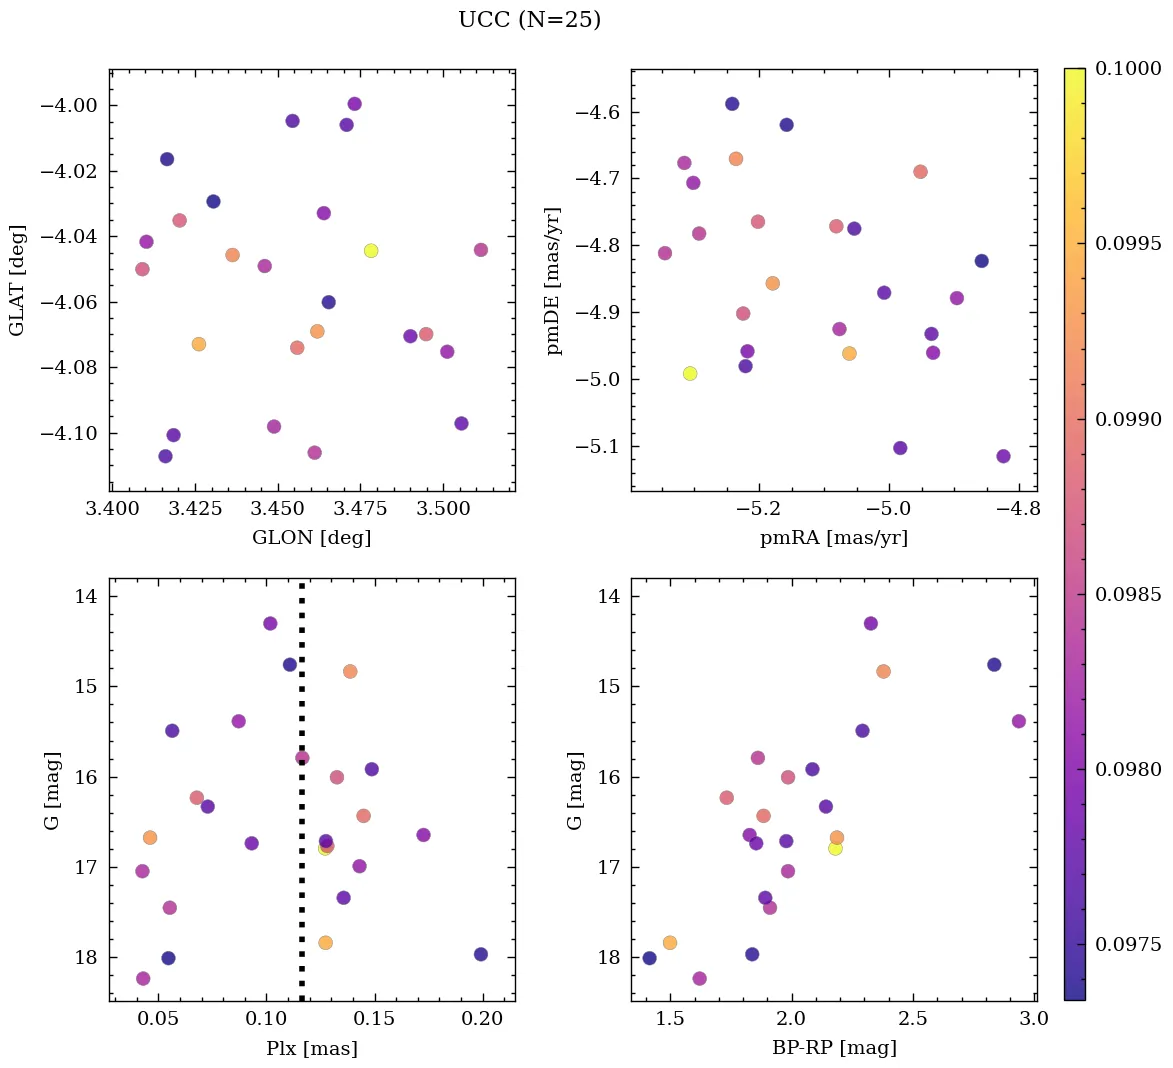 UCC (N=25)
−4.00
−4.02
−4.04
−4.06
−4.08
−4.10
GLAT [deg]
3.400 3.425 3.450 3.475 3.500
GLON [deg]
−4.6
−4.7
−4.8
−4.9
−5.0
−5.1
pmDE [mas/yr]
−5.2 −5.0 −4.8
pmRA [mas/yr]
14
15
16
17
18
G [mag]
0.05 0.10 0.15 0.20
Plx [mas]
14
15
16
17
18
G [mag]
1.5 2.0 2.5 3.0
BP-RP [mag]
0.1000
0.0995
0.0990
0.0985
0.0980
0.0975